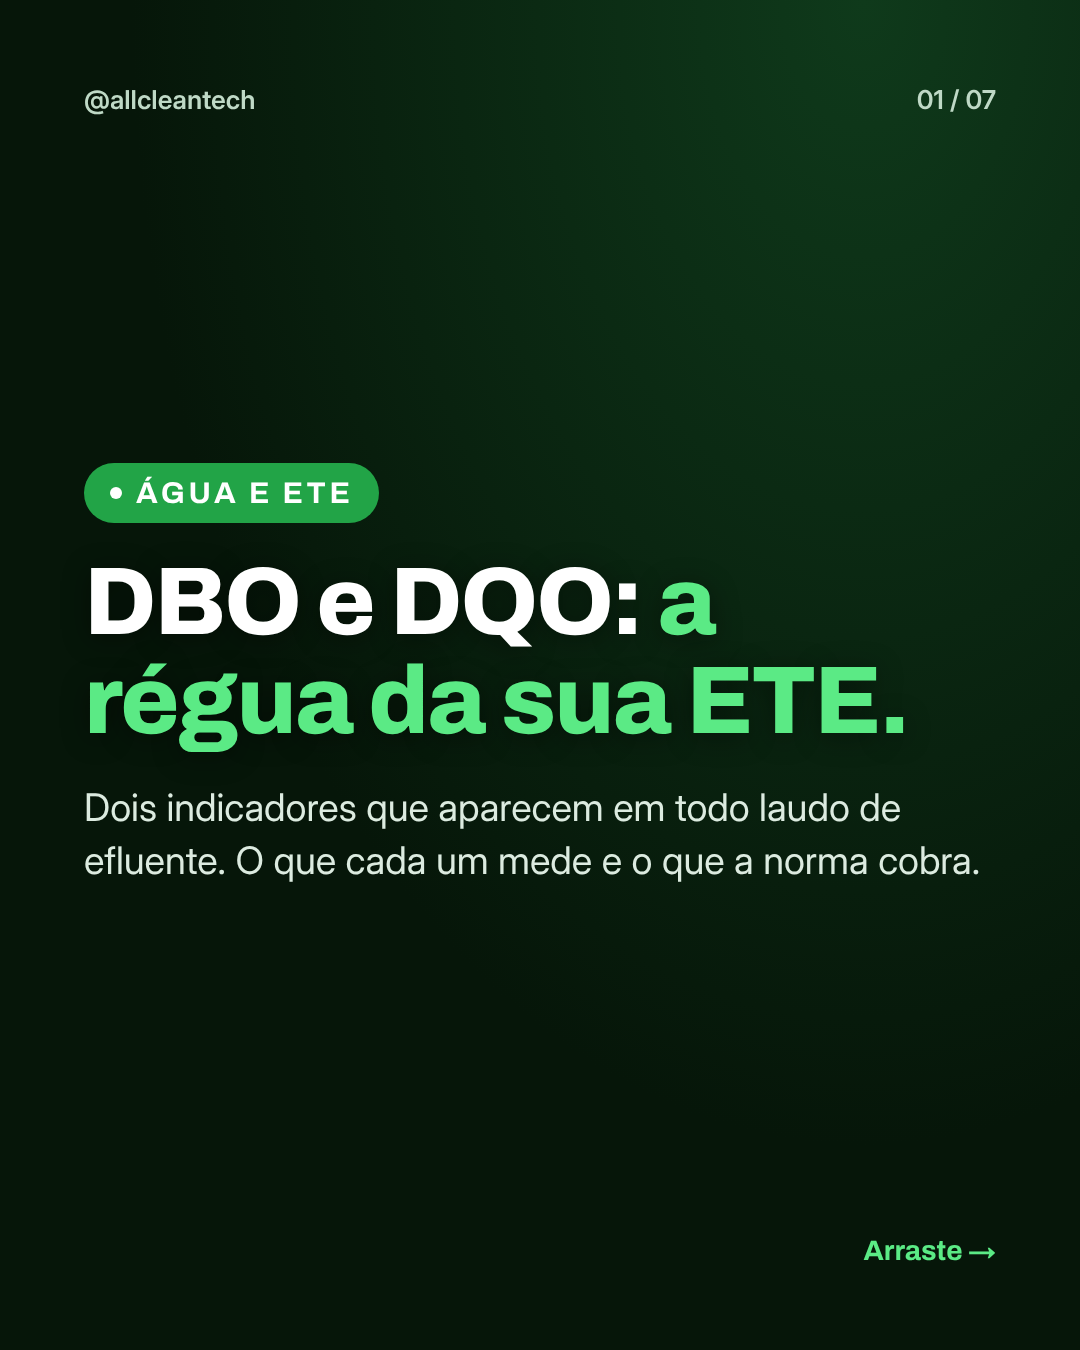 @allcleantech
01 / 07
• ÁGUA E ETE
DBO e DQO: a
régua da sua ETE.
Dois indicadores que aparecem em todo laudo de
efluente. O que cada um mede e o que a norma cobra.
Arraste →